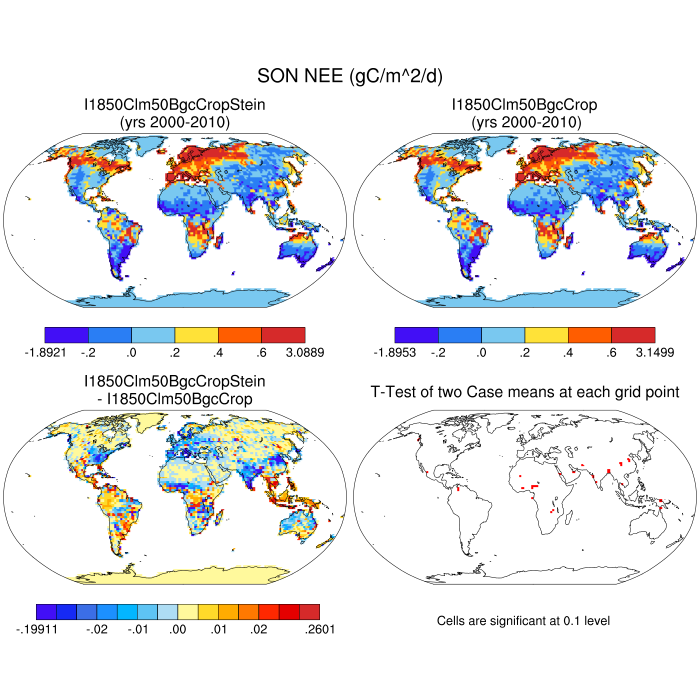 SON NEE (gC/m^2/d)
I1850Clm50BgcCropStein
(yrs 2000-2010)
I1850Clm50BgcCrop
(yrs 2000-2010)
-1.8921 -.2 .0 .2 .4 .6 3.0889
-1.8953 -.2 .0 .2 .4 .6 3.1499
I1850Clm50BgcCropStein
- I1850Clm50BgcCrop
T-Test of two Case means at each grid point
-.19911 -.02 -.01 .00 .01 .02 .2601
Cells are significant at 0.1 level